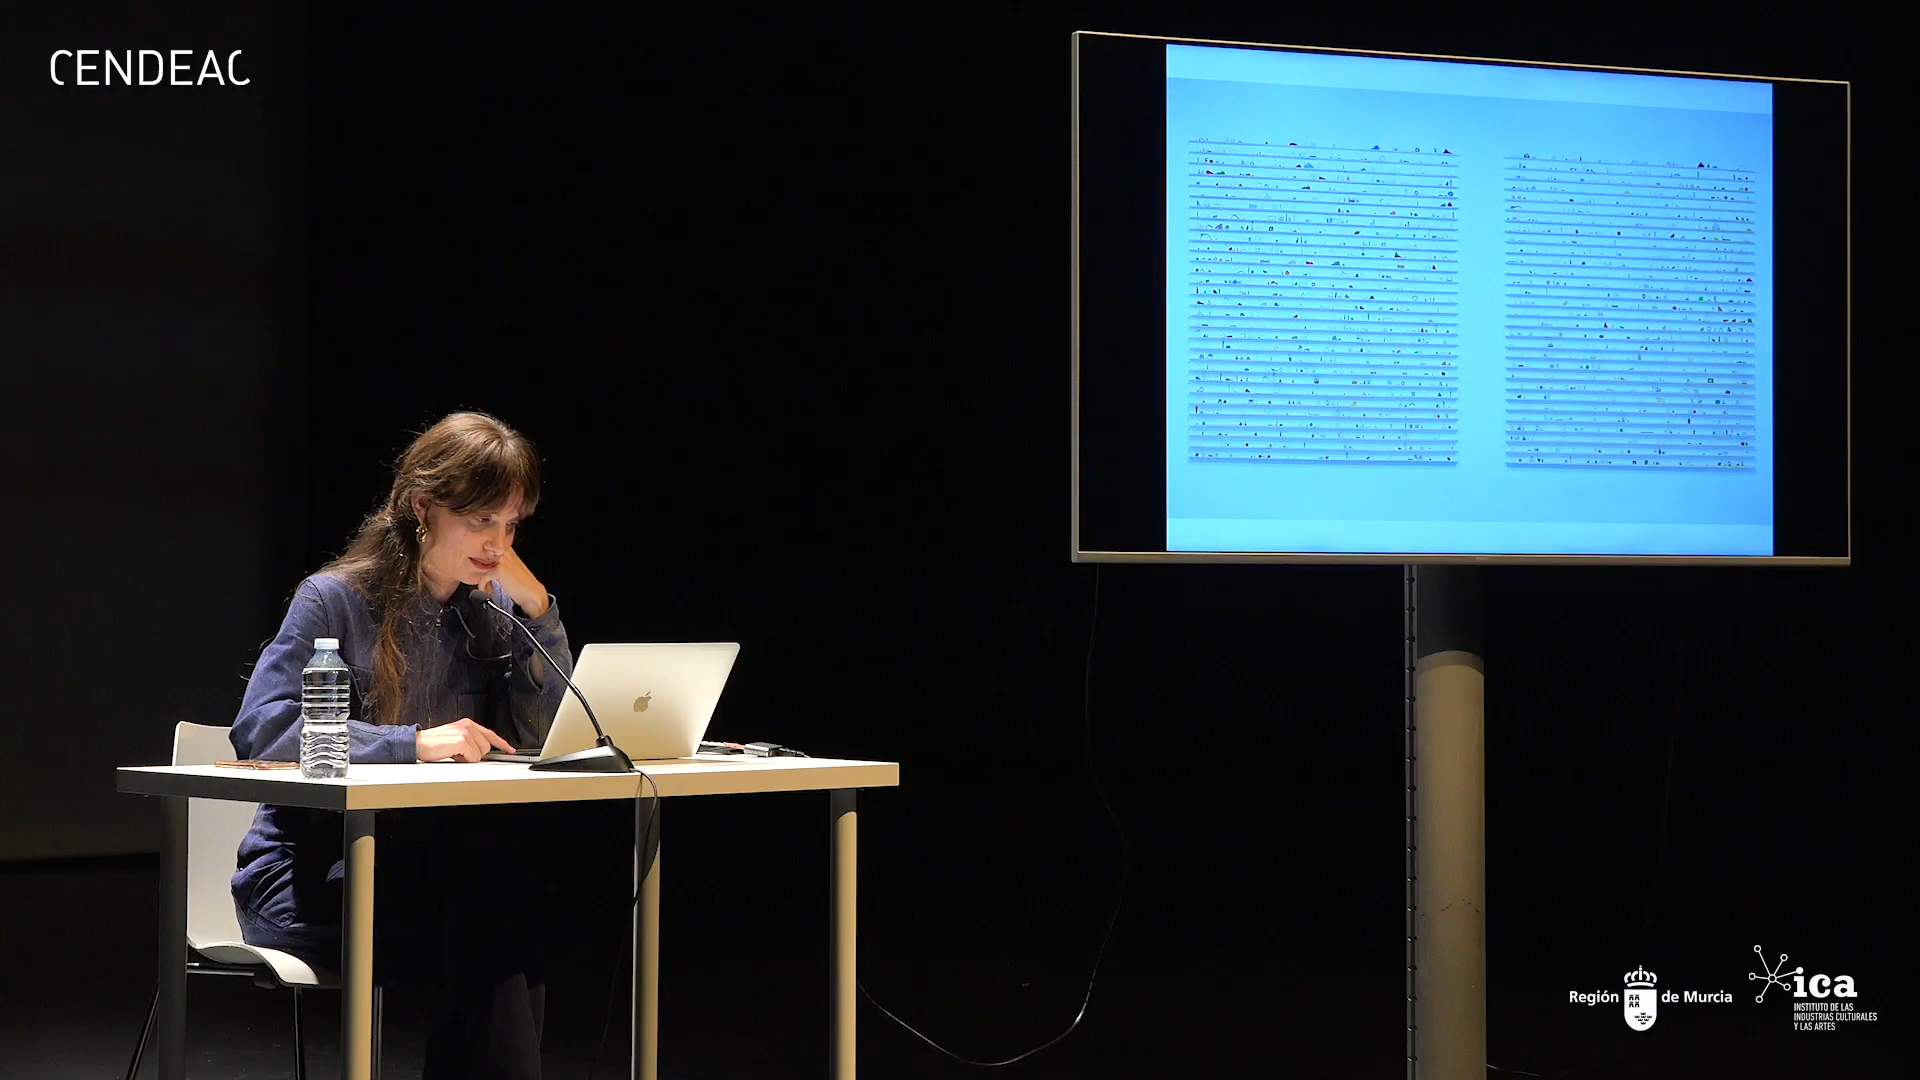 CENDEAC
Región de Murcia
ica
INSTITUTO DE LAS
INDUSTRIAS CULTURALES
Y LAS ARTES